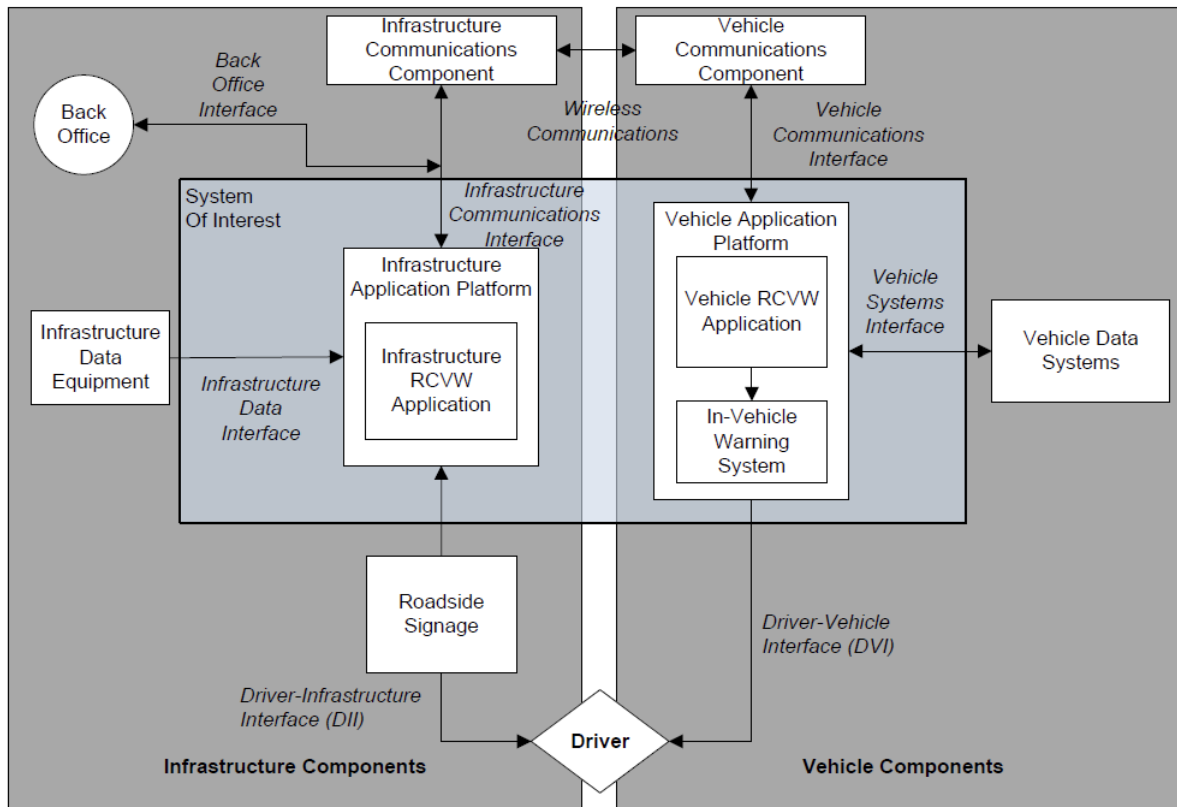 Infrastructure
Communications
Component
Vehicle
Communications
Component
Back
Office
Interface
Back
Office
Wireless
Communications
Vehicle
Communications
Interface
System
Of Interest
Infrastructure
Communications
Interface
Infrastructure
Application Platform
Infrastructure
RCVW
Application
Vehicle Application
Platform
Vehicle RCVW
Application
In-Vehicle
Warning
System
Vehicle
Systems
Interface
Vehicle Data
Systems
Infrastructure
Data
Equipment
Infrastructure
Data
Interface
Roadside
Signage
Driver-Infrastructure
Interface (DII)
Driver-Vehicle
Interface (DVI)
Driver
Infrastructure Components
Vehicle Components